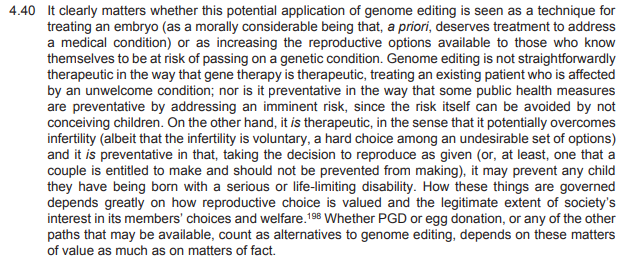 4.40 It clearly matters whether this potential application of genome editing is seen as a technique for
treating an embryo (as a morally considerable being that, a priori, deserves treatment to address
a medical condition) or as increasing the reproductive options available to those who know
themselves to be at risk of passing on a genetic condition. Genome editing is not straightforwardly
therapeutic in the way that gene therapy is therapeutic, treating an existing patient who is affected
by an unwelcome condition; nor is it preventative in the way that some public health measures
are preventative by addressing an imminent risk, since the risk itself can be avoided by not
conceiving children. On the other hand, it is therapeutic, in the sense that it potentially overcomes
infertility (albeit that the infertility is voluntary, a hard choice among an undesirable set of options)
and it is preventative in that, taking the decision to reproduce as given (or, at least, one that a
couple is entitled to make and should not be prevented from making), it may prevent any child
they have being born with a serious or life-limiting disability. How these things are governed
depends greatly on how reproductive choice is valued and the legitimate extent of society's
interest in its members' choices and welfare.198 Whether PGD or egg donation, or any of the other
paths that may be available, count as alternatives to genome editing, depends on these matters
of value as much as on matters of fact.